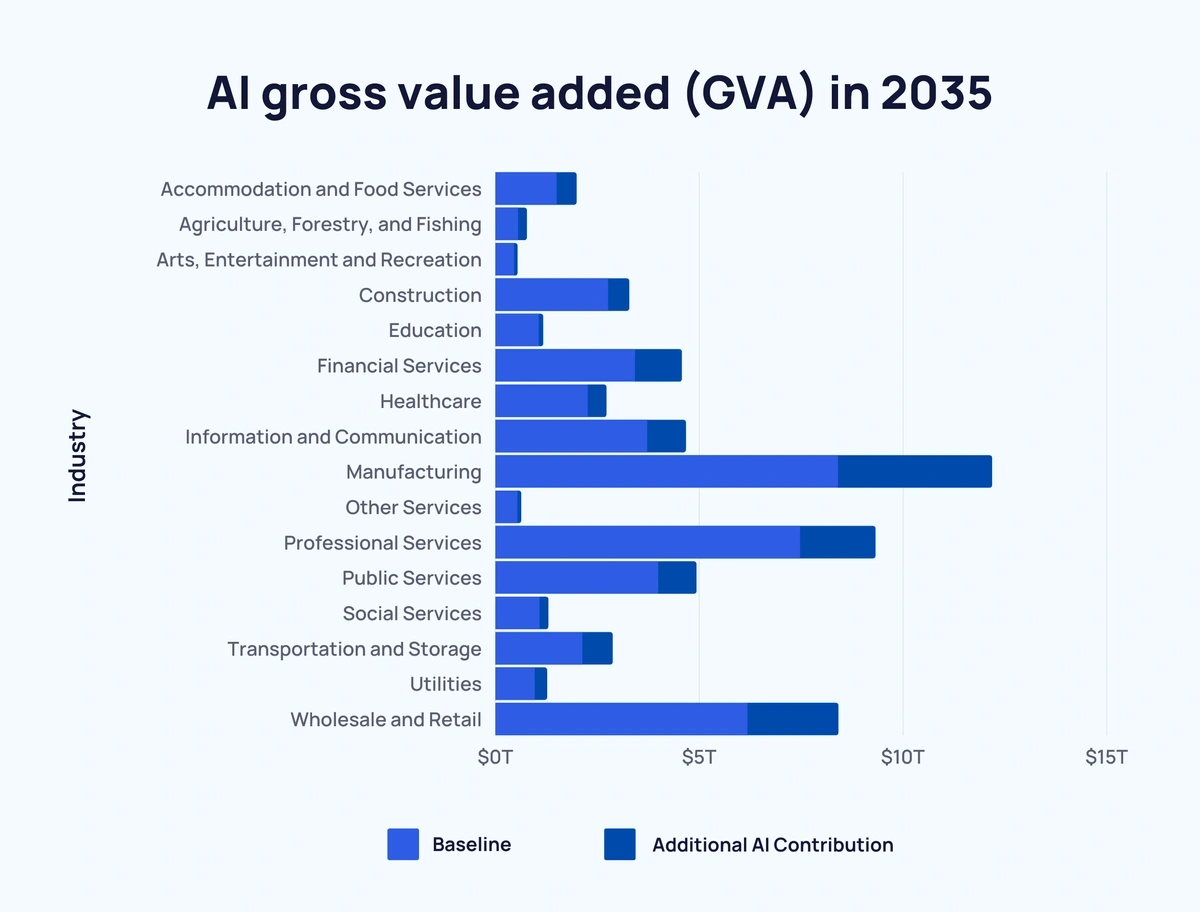 AI gross value added (GVA) in 2035
Accommodation and Food Services
Agriculture, Forestry, and Fishing
Arts, Entertainment and Recreation
Construction
Education
Financial Services
Healthcare
Information and Communication
Manufacturing
Other Services
Professional Services
Public Services
Social Services
Transportation and Storage
Utilities
Wholesale and Retail
Industry
$0T $5T $10T $15T
Baseline Additional AI Contribution